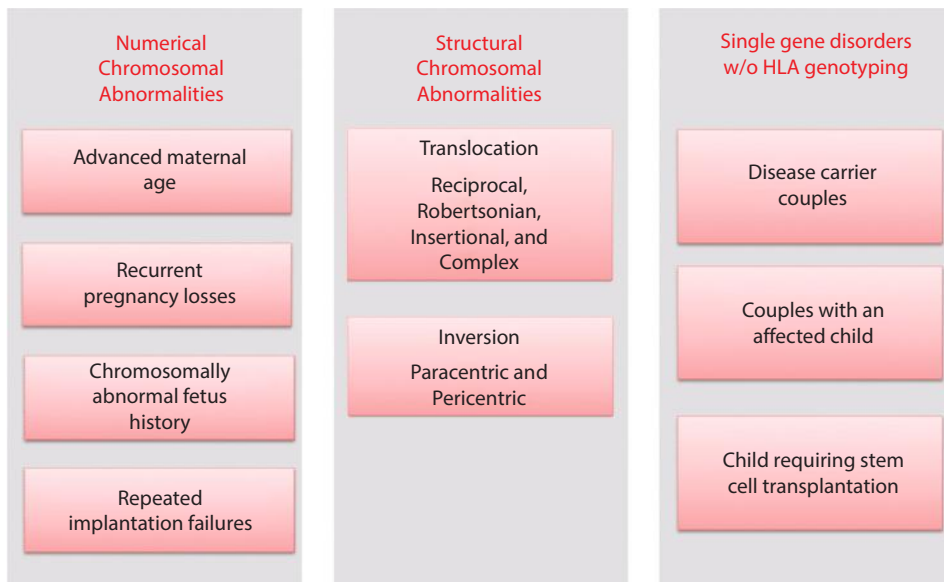 Numerical
Chromosomal
Abnormalities
Advanced maternal
age
Recurrent
pregnancy losses
Chromosomally
abnormal fetus
history
Repeated
implantation failures
Structural
Chromosomal
Abnormalities
Translocation
Reciprocal,
Robertsonian,
Insertional, and
Complex
Inversion
Paracentric and
Pericentric
Single gene disorders
w/o HLA genotyping
Disease carrier
couples
Couples with an
affected child
Child requiring stem
cell transplantation